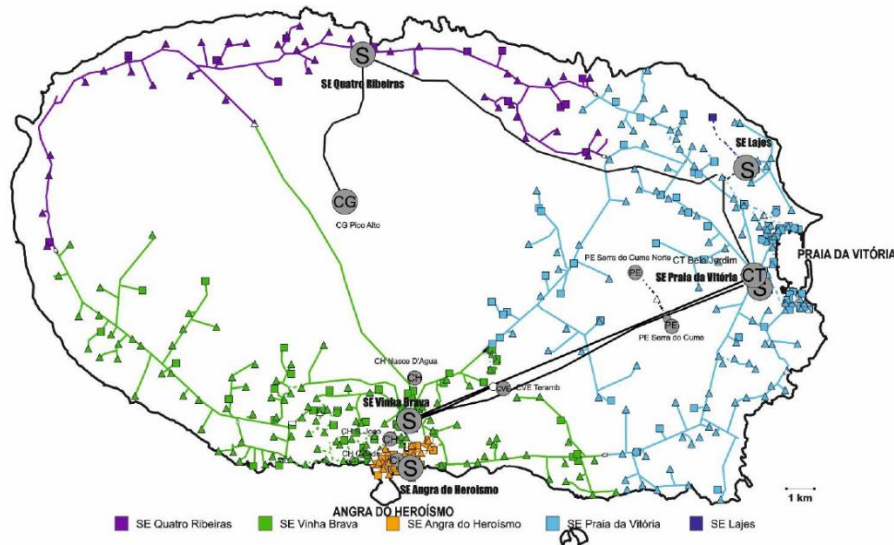 S
SE Quatro Ribeiras
SE Lajes
S
CG
CG Pico Alto
PRAIA DA VITÓRIA
PE Serra do Cume Norte
CT Belo Jardim
PE
SE Praia da Vitória
CT
S
PE
PE Serra do Cume
CH Nasce D'Agua
CH
CVE
CVE Teramb
SE Vinha Brava
S
CH
S
SE Angra do Heroismo
ANGRA DO HEROÍSMO
1 km
SE Quatro Ribeiras
SE Vinha Brava
SE Angra do Heroísmo
SE Praia da Vitória
SE Lajes